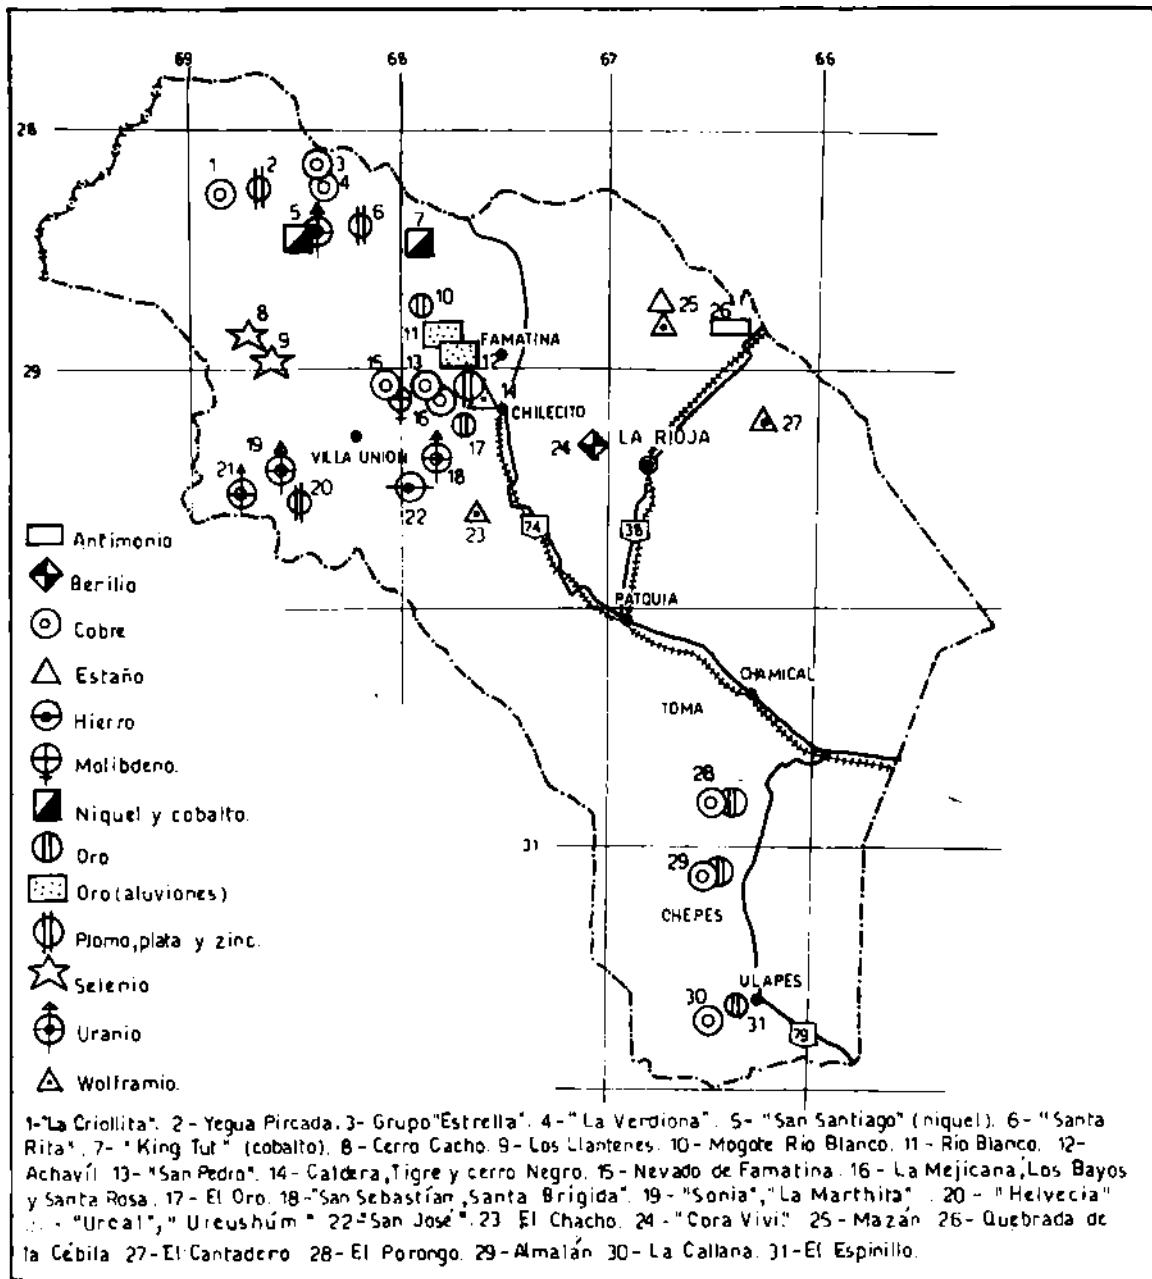 69 68 67 66
28
1 2 3
4
5 6 7
10 25 26
8 11 FAMATINA
9 12
29 15 13
14
16 CHILECITO 27
17 24 LA RIOJA
19 VILLA UNION 18
21 20 22 23 74 38
Antimonio
Berilio PATQUIA
Cobre
Estaño CHAMICAL
Hierro TOMA
Molibdeno.
Niquel y cobalto. 28
Oro 31
Oro (aluviones) 29
Plomo, plata y zinc. CHEPES
Selenio ULAPES
Uranio 30 31
79
Wolframio.
1-"La Criollita". 2 - Yegua Pircada. 3- Grupo "Estrella". 4 - "La Verdiona". 5- "San Santiago" (niquel). 6 - "Santa
Rita". 7- "King Tut" (cobalto). 8 - Cerro Cacho. 9 - Los Llantenes. 10 - Mogote Rio Blanco. 11 - Rio Blanco. 12-
Achavíl 13- "San Pedro". 14 - Caldera, Tigre y cerro Negro. 15 - Nevado de Famatina. 16 - La Mejicana, Los Bayos
y Santa Rosa. 17 - El Oro. 18 -"San Sebastían, Santa Brigida". 19 - "Sonia", "La Marthita" . 20 - "Helvecia"
- "Urcal", "Urcushúm" 22-"San José". 23 El Chacho. 24 - "Cora Vivi." 25 - Mazán 26 - Quebrada de
la Cébila 27 - El Cantadero 28 - El Porongo. 29 - Almalán 30 - La Callana. 31 - El Espinillo.